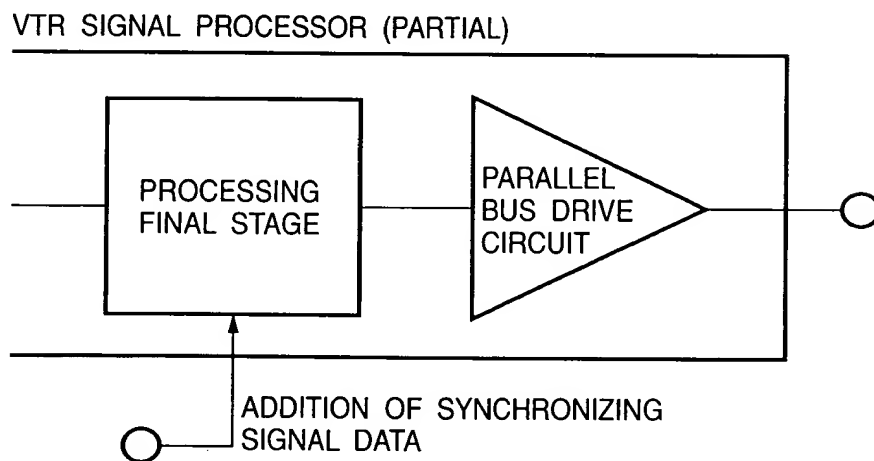 VTR SIGNAL PROCESSOR (PARTIAL)
PROCESSING
FINAL STAGE
PARALLEL
BUS DRIVE
CIRCUIT
ADDITION OF SYNCHRONIZING
SIGNAL DATA